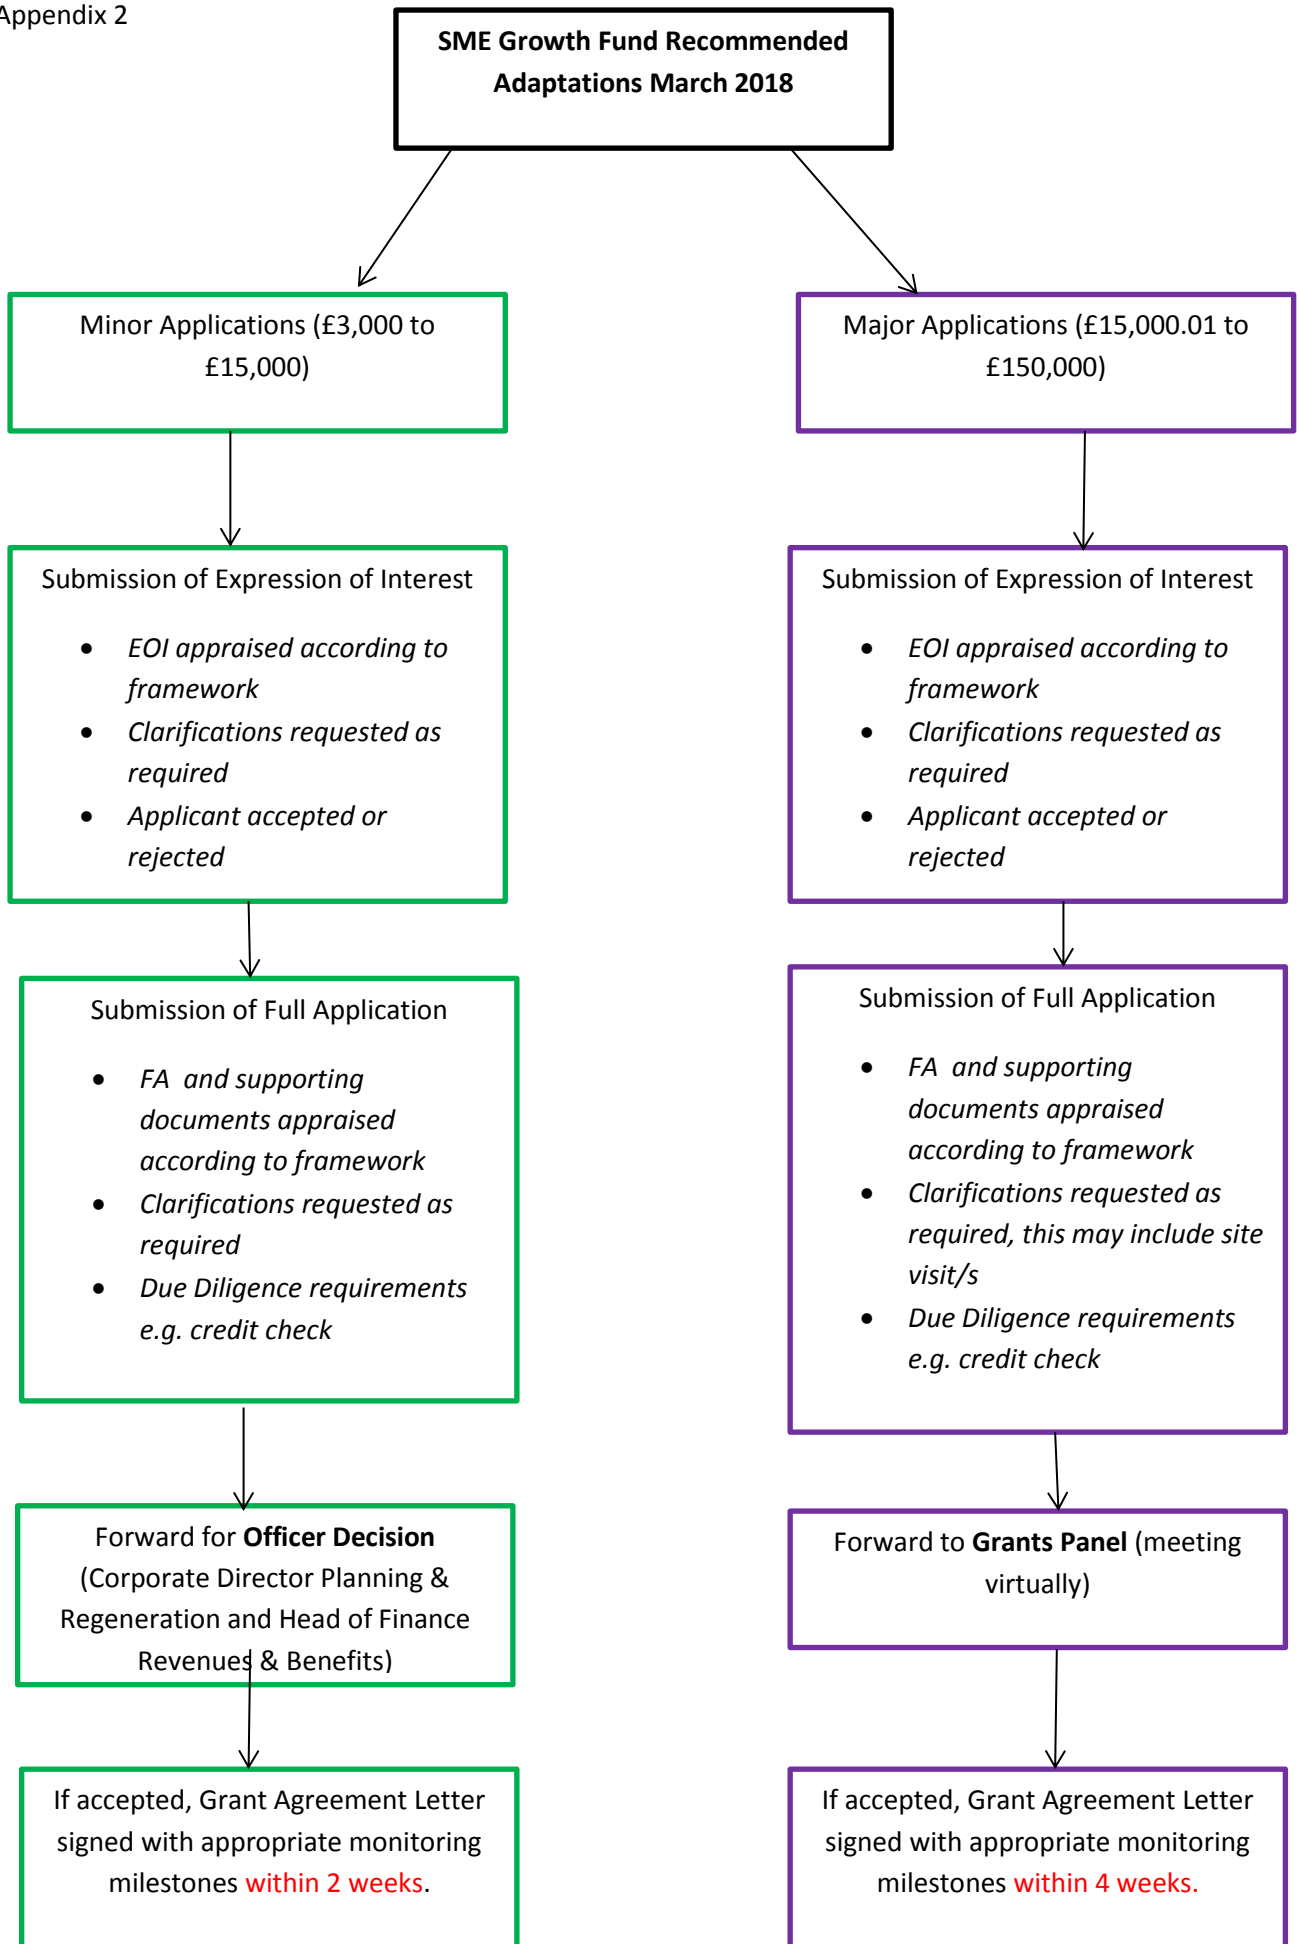 Appendix 2
SME Growth Fund Recommended
Adaptations March 2018
Minor Applications (£3,000 to
£15,000)
Submission of Expression of Interest
• EOI appraised according to
framework
• Clarifications requested as
required
• Applicant accepted or
rejected
Submission of Full Application
• FA and supporting
documents appraised
according to framework
• Clarifications requested as
required
• Due Diligence requirements
e.g. credit check
Forward for Officer Decision
(Corporate Director Planning &
Regeneration and Head of Finance
Revenues & Benefits)
If accepted, Grant Agreement Letter
signed with appropriate monitoring
milestones within 2 weeks.
Major Applications (£15,000.01 to
£150,000)
Submission of Expression of Interest
• EOI appraised according to
framework
• Clarifications requested as
required
• Applicant accepted or
rejected
Submission of Full Application
• FA and supporting
documents appraised
according to framework
• Clarifications requested as
required, this may include site
visit/s
• Due Diligence requirements
e.g. credit check
Forward to Grants Panel (meeting
virtually)
If accepted, Grant Agreement Letter
signed with appropriate monitoring
milestones within 4 weeks.